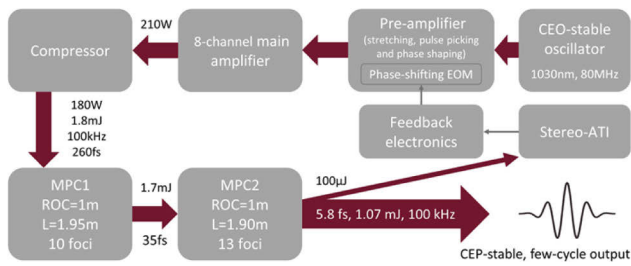 Compressor
210W
8-channel main
amplifier
Pre-amplifier
(stretching, pulse picking
and phase shaping)
Phase-shifting EOM
CEO-stable
oscillator
1030nm, 80MHz
180W
1.8mJ
100kHz
260fs
Feedback
electronics
Stereo-ATI
MPC1
ROC=1m
L=1.95m
10 foci
1.7mJ
35fs
MPC2
ROC=1m
L=1.90m
13 foci
100μJ
5.8 fs, 1.07 mJ, 100 kHz
CEP-stable, few-cycle output